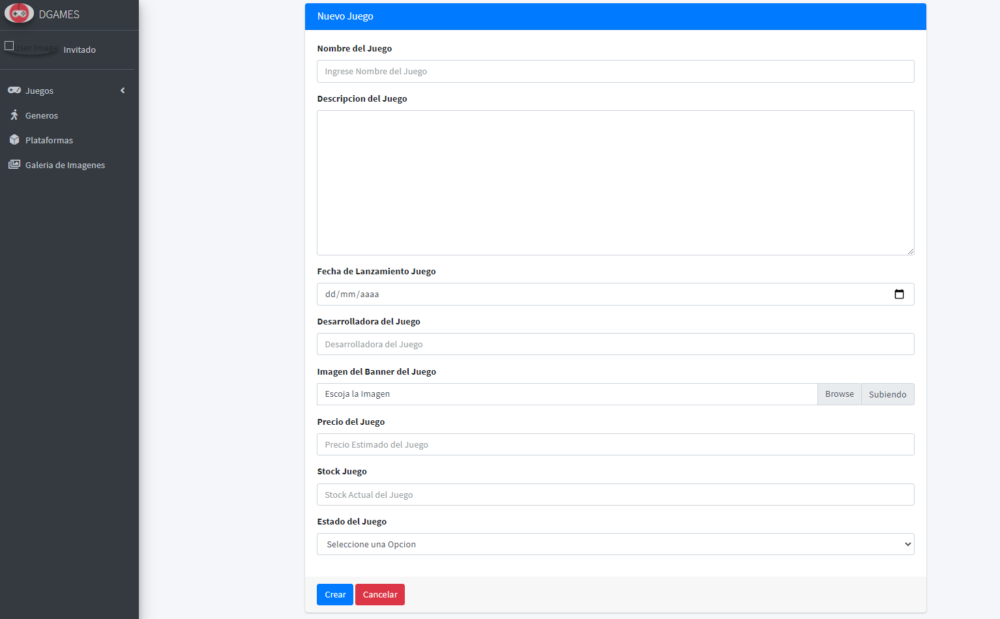 DGAMES
User Image
Invitado
Juegos
Generos
Plataformas
Galeria de Imagenes
Nuevo Juego
Nombre del Juego
Ingrese Nombre del Juego
Descripcion del Juego
Fecha de Lanzamiento Juego
dd/mm/aaaa
Desarrolladora del Juego
Desarrolladora del Juego
Imagen del Banner del Juego
Escoja la Imagen Browse Subiendo
Precio del Juego
Precio Estimado del Juego
Stock Juego
Stock Actual del Juego
Estado del Juego
Seleccione una Opcion
Crear Cancelar